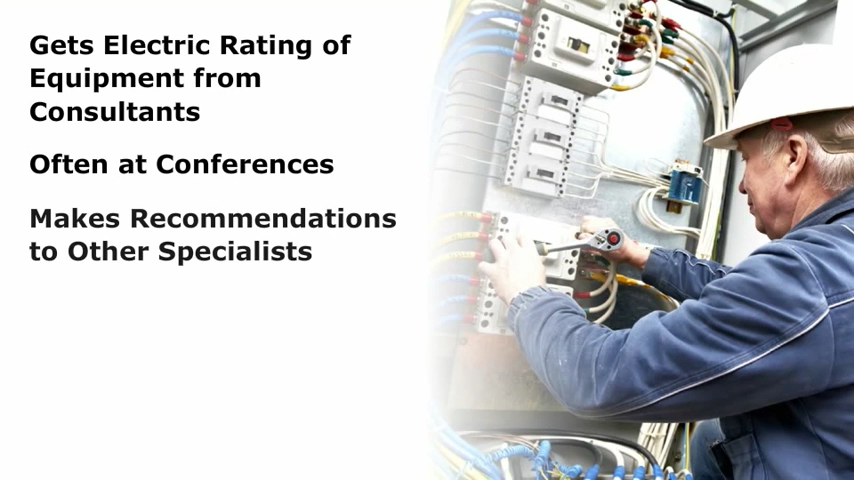 Gets Electric Rating of
Equipment from
Consultants
Often at Conferences
Makes Recommendations
to Other Specialists